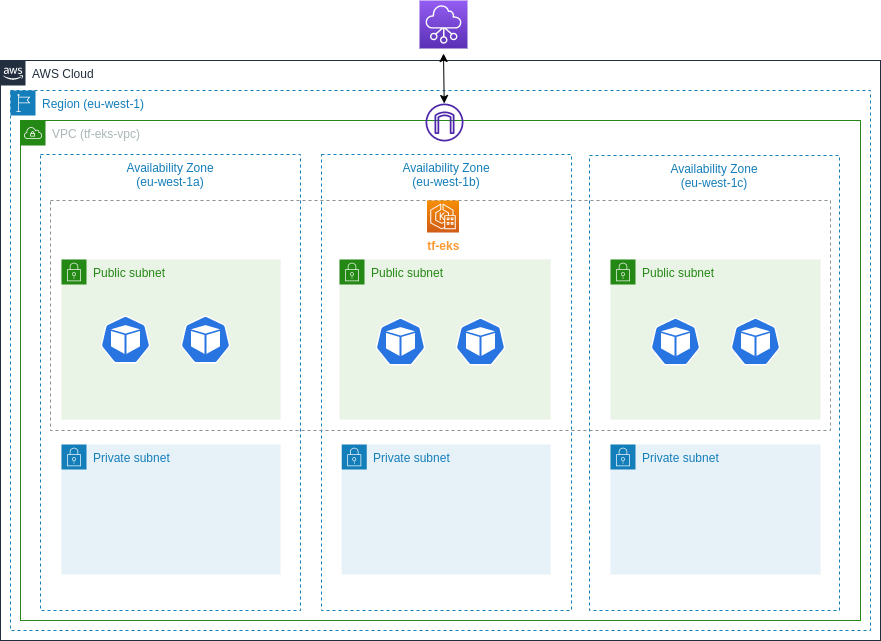 aws
AWS Cloud
Region (eu-west-1)
VPC (tf-eks-vpc)
Availability Zone
(eu-west-1a)
Availability Zone
(eu-west-1b)
Availability Zone
(eu-west-1c)
K
tf-eks
Public subnet
Public subnet
Public subnet
Private subnet
Private subnet
Private subnet